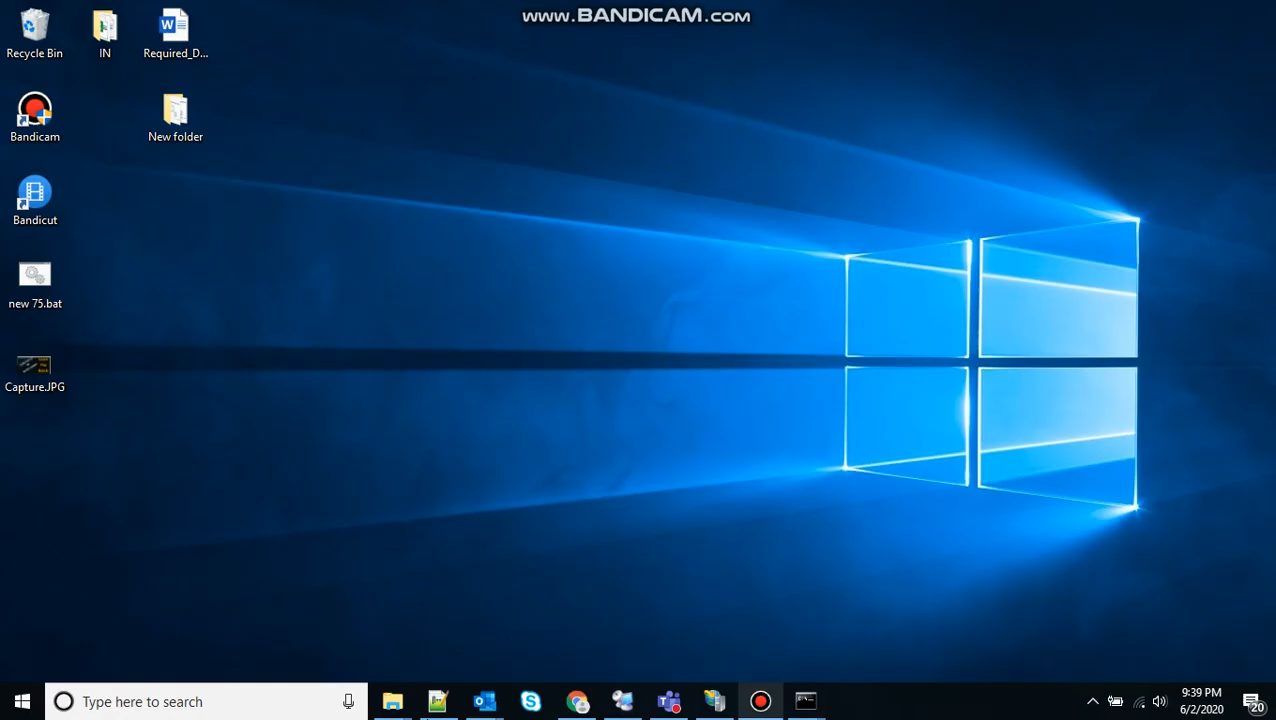 www.BANDICAM.com
Recycle Bin
IN
Required_D...
Bandicam
New folder
Bandicut
new 75.bat
Capture.JPG
Type here to search
9:39 PM
6/2/2020
20